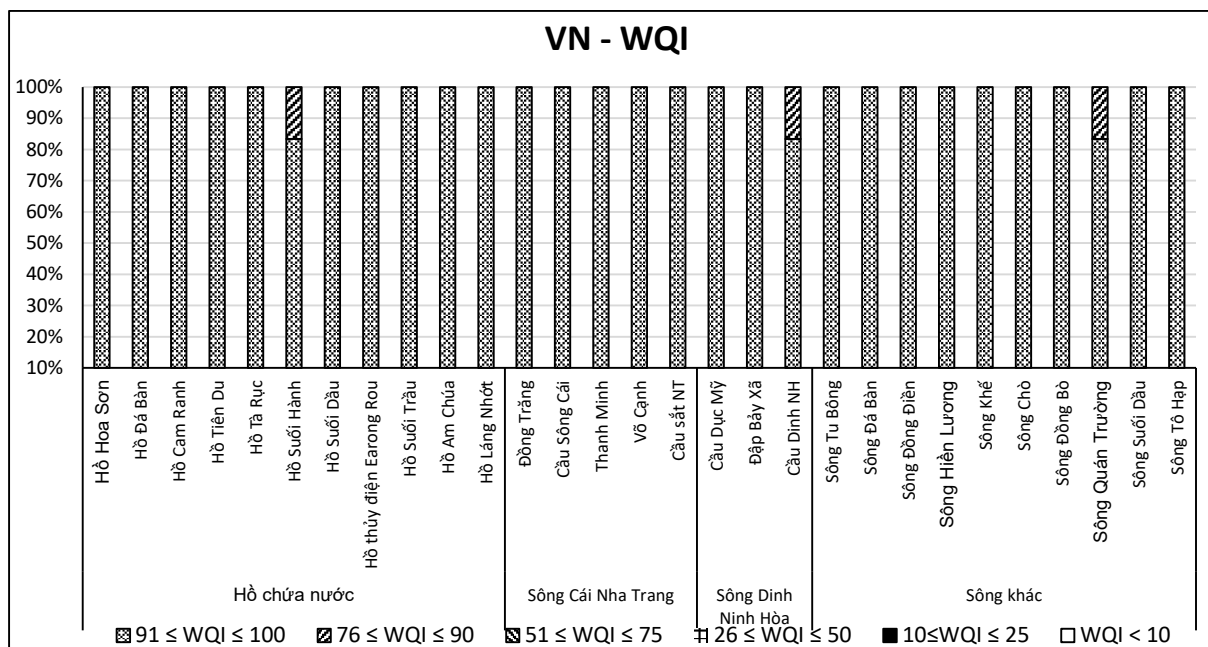 VN - WQI
100%
90%
80%
70%
60%
50%
40%
30%
20%
10%
Hồ Hoa Sơn
Hồ Đá Bàn
Hồ Cam Ranh
Hồ Tiên Du
Hồ Tà Rục
Hồ Suối Hành
Hồ Suối Dầu
Hồ thủy điện Earong Rou
Hồ Suối Trầu
Hồ Am Chúa
Hồ Láng Nhớt
Đồng Trăng
Cầu Sông Cái
Thanh Minh
Võ Cạnh
Cầu sắt NT
Cầu Dục Mỹ
Đập Bảy Xã
Cầu Dinh NH
Sông Tu Bông
Sông Đá Bàn
Sông Đồng Điền
Sông Hiền Lương
Sông Khế
Sông Chò
Sông Đồng Bò
Sông Quán Trường
Sông Suối Dầu
Sông Tô Hạp
Hồ chứa nước
Sông Cái Nha Trang
Sông Dinh
Ninh Hòa
Sông khác
91 ≤ WQI ≤ 100
76 ≤ WQI ≤ 90
51 ≤ WQI ≤ 75
26 ≤ WQI ≤ 50
10≤WQI ≤ 25
WQI < 10